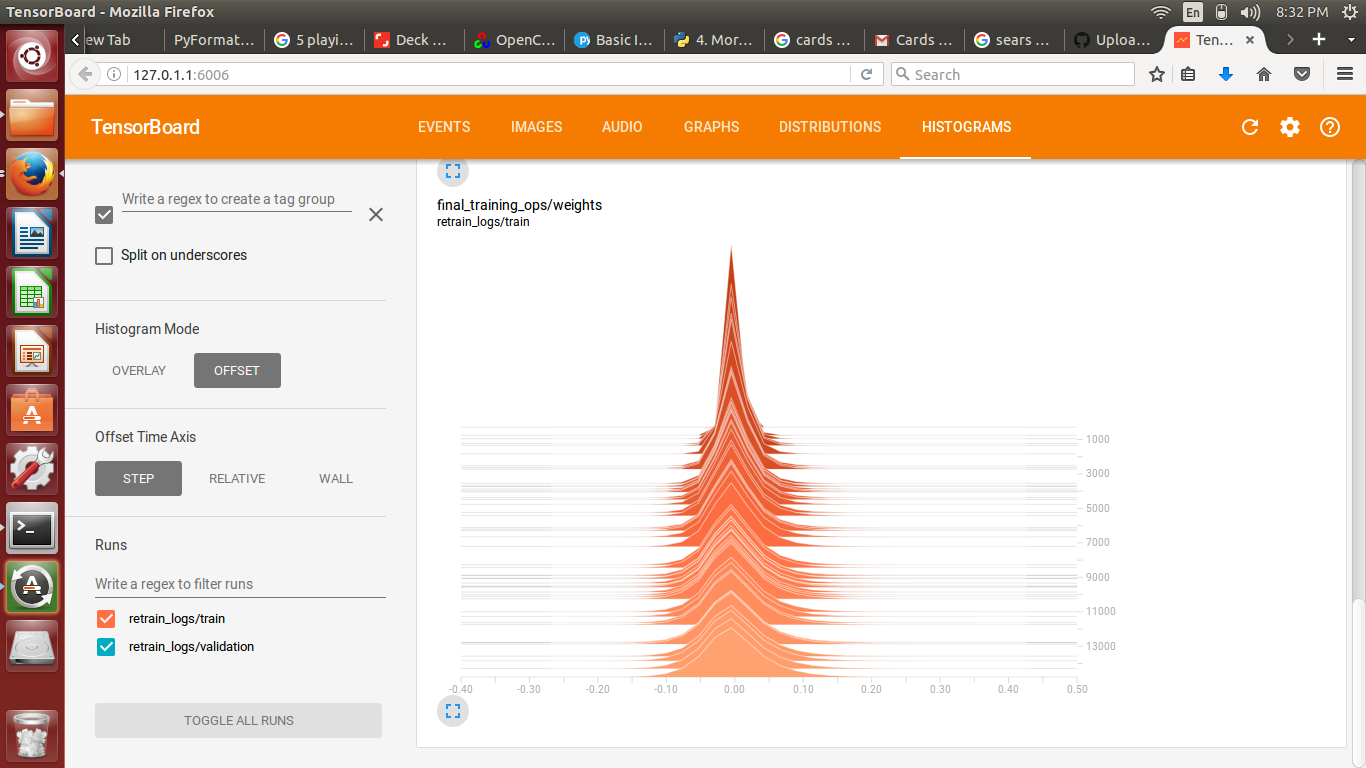 TensorBoard - Mozilla Firefox
En
8:32 PM
ew Tab
PyFormat...
5 playi...
Deck ...
OpenC...
Basic I...
4. Mor...
cards ...
Cards ...
sears ...
Uploa...
Ten...
127.0.1.1:6006
Search
TensorBoard
EVENTS
IMAGES
AUDIO
GRAPHS
DISTRIBUTIONS
HISTOGRAMS
Write a regex to create a tag group
Split on underscores
Histogram Mode
OVERLAY
OFFSET
Offset Time Axis
STEP
RELATIVE
WALL
Runs
Write a regex to filter runs
retrain_logs/train
retrain_logs/validation
TOGGLE ALL RUNS
final_training_ops/weights
retrain_logs/train
1000
3000
5000
7000
9000
11000
13000
-0.40
-0.30
-0.20
-0.10
0.00
0.10
0.20
0.30
0.40
0.50